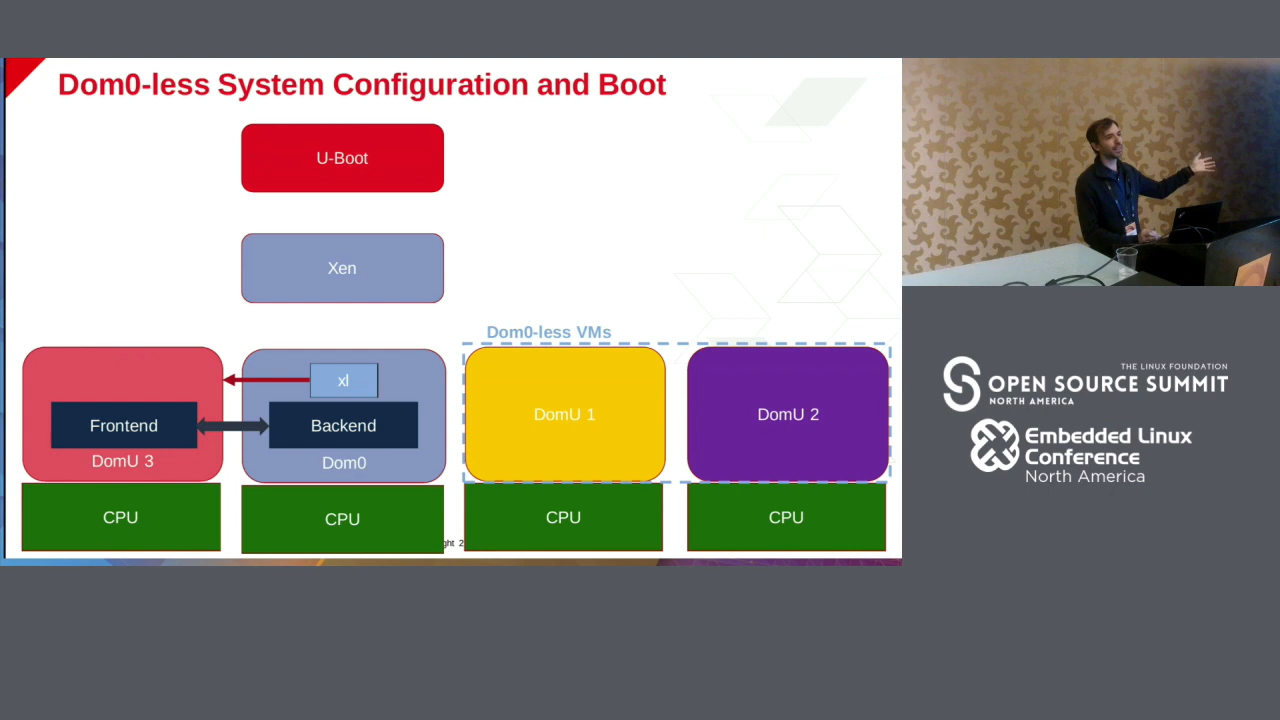 Dom0-less System Configuration and Boot
U-Boot
Xen
Dom0-less VMs
xl
Frontend
Backend
DomU 3
Dom0
DomU 1
DomU 2
CPU
CPU
CPU
CPU
THE LINUX FOUNDATION
OPEN SOURCE SUMMIT
NORTH AMERICA
Embedded Linux
Conference
North America